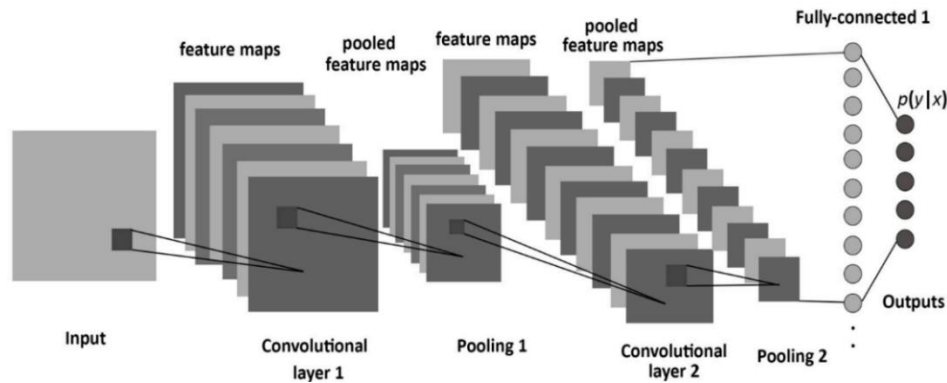 Fully-connected 1
feature maps
pooled
feature maps
feature maps
pooled
feature maps
p(y|x)
Input
Convolutional
layer 1
Pooling 1
Convolutional
layer 2
Pooling 2
Outputs